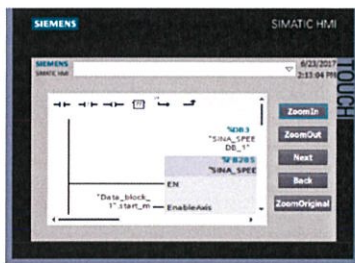 SIEMENS
SIMATIC HMI
SIEMENS
SIMATIC HMI
6/23/2017
2:13:04 PM
TOUCH
ZoomIn
%DB3
"SINA_SPEE
DB_1"
ZoomOut
%FB285
"SINA_SPEE
Next
EN
Back
"Data_block_
1".start_m
EnableAxis
ZoomOriginal